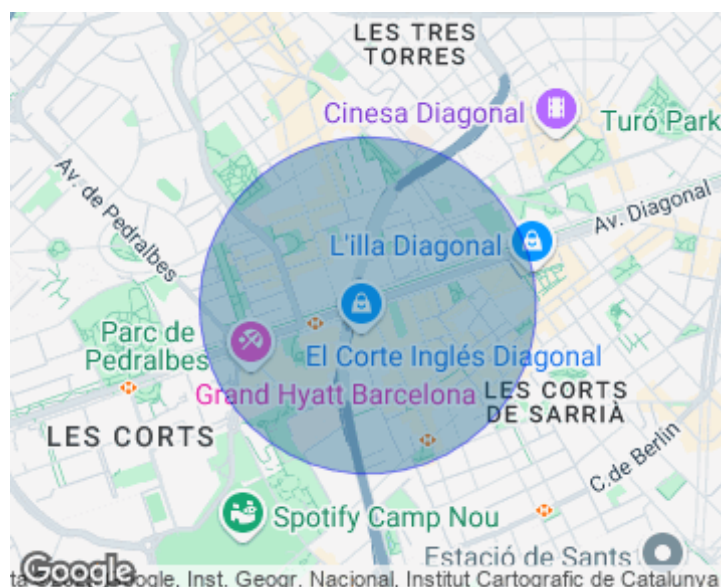 LES TRES
TORRES
Cinesa Diagonal
Turó Park
Av. de Pedralbes
Av. Diagonal
L'illa Diagonal
Parc de
Pedralbes
El Corte Inglés Diagonal
Grand Hyatt Barcelona
LES CORTS
DE SARRIÀ
LES CORTS
C. de Berlín
Spotify Camp Nou
Estació de Sants
Google
oogle, Inst. Geogr. Nacional, Institut Cartogràfic de Catalunya